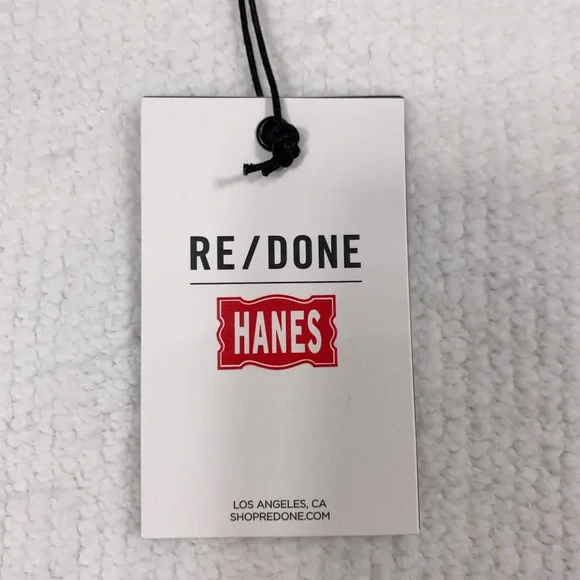 RE/DONE
HANES
LOS ANGELES, CA
SHOPREDONE.COM